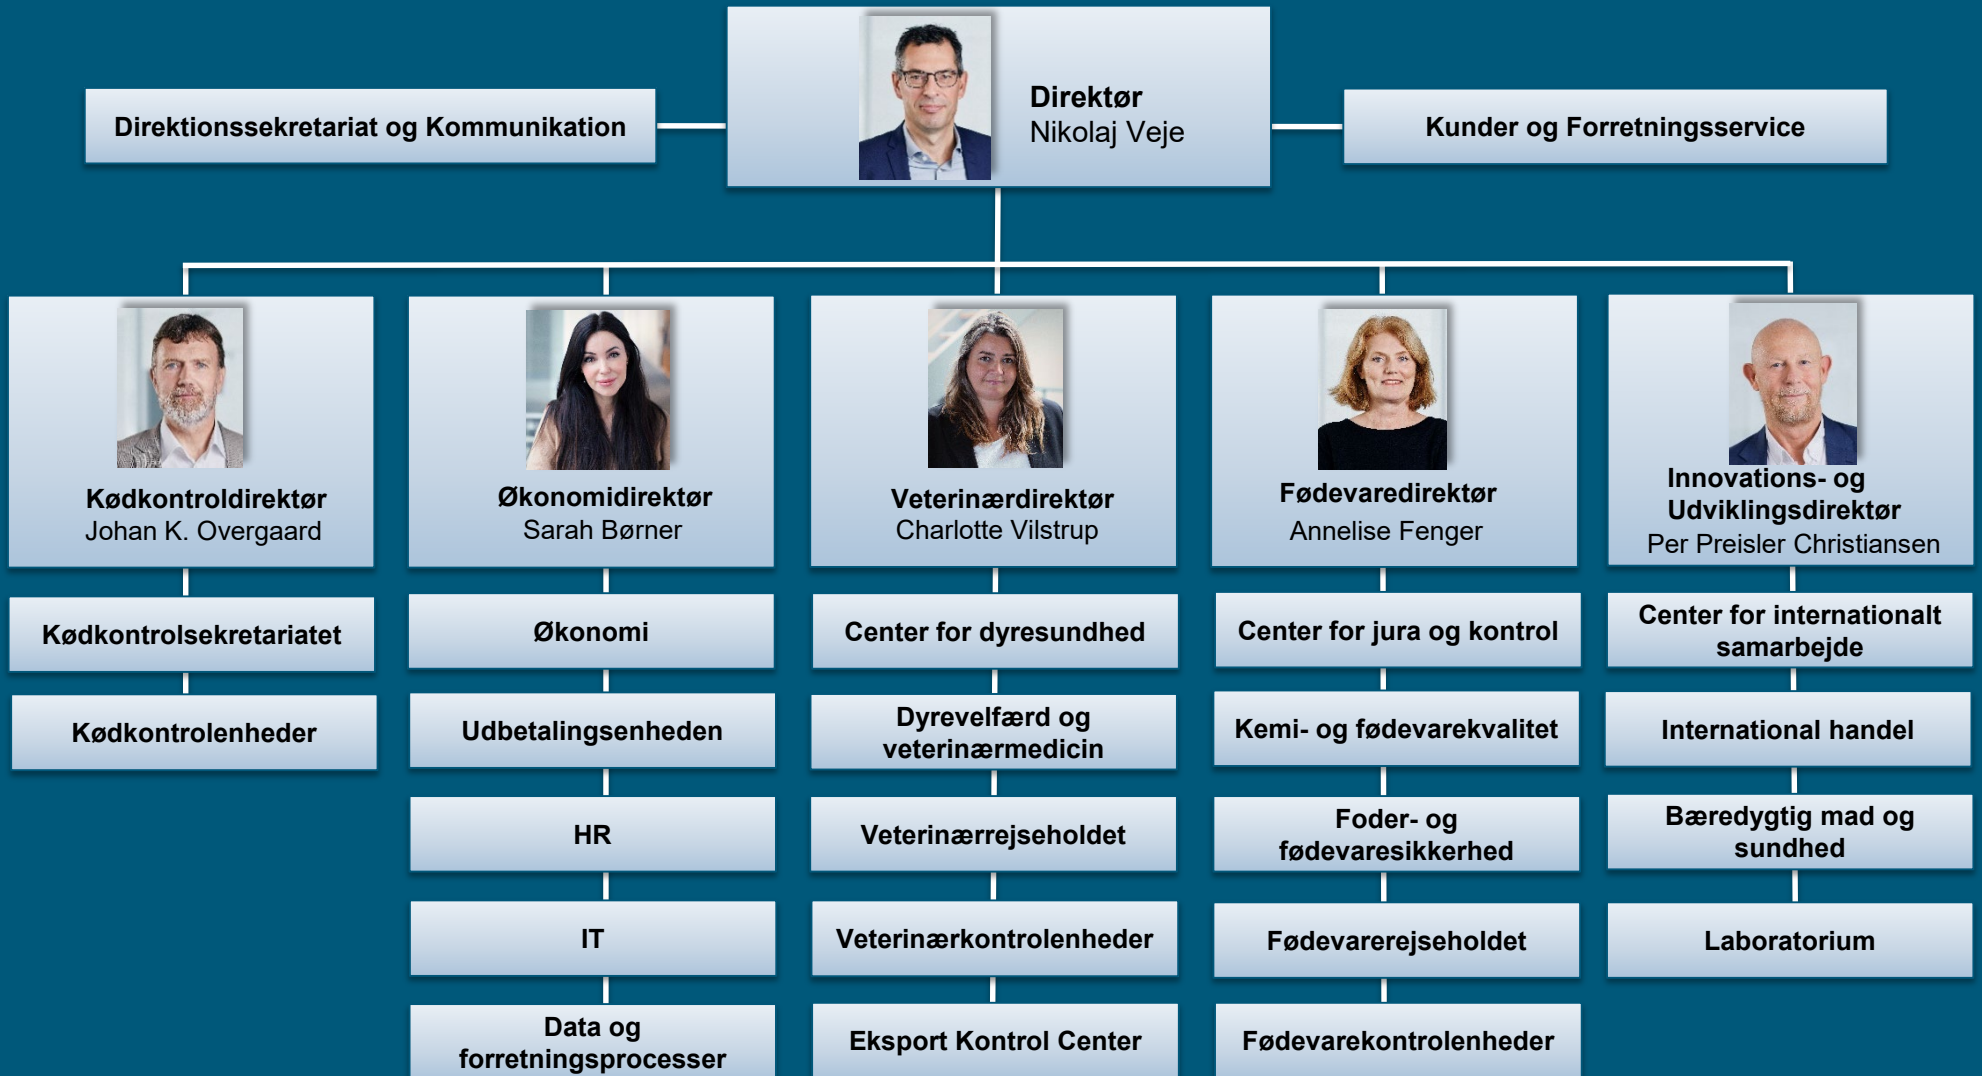 Direktør
Nikolaj Veje
Direktionssekretariat og Kommunikation
Kunder og Forretningsservice
Kødkontroldirektør
Johan K. Overgaard
Kødkontrolsekretariatet
Kødkontrolenheder
Økonomidirektør
Sarah Børner
Økonomi
Udbetalingsenheden
HR
IT
Data og
forretningsprocesser
Veterinærdirektør
Charlotte Vilstrup
Center for dyresundhed
Dyrevelfærd og
veterinærmedicin
Veterinærrejseholdet
Veterinærkontrolenheder
Eksport Kontrol Center
Fødevaredirektør
Annelise Fenger
Center for jura og kontrol
Kemi- og fødevarekvalitet
Foder- og
fødevaresikkerhed
Fødevarerejseholdet
Fødevarekontrolenheder
Innovations- og
Udviklingsdirektør
Per Preisler Christiansen
Center for internationalt
samarbejde
International handel
Bæredygtig mad og
sundhed
Laboratorium